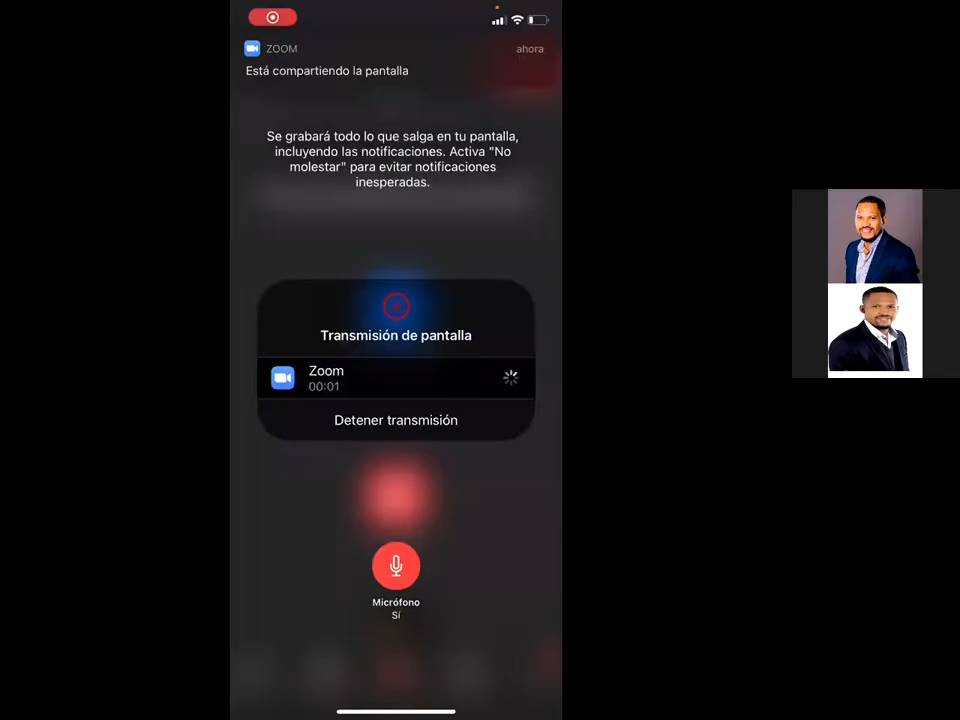 ZOOM
ahora
Está compartiendo la pantalla
Se grabará todo lo que salga en tu pantalla,
incluyendo las notificaciones. Activa "No
molestar" para evitar notificaciones
inesperadas.
Transmisión de pantalla
Zoom
00:01
Detener transmisión
Micrófono
Sí